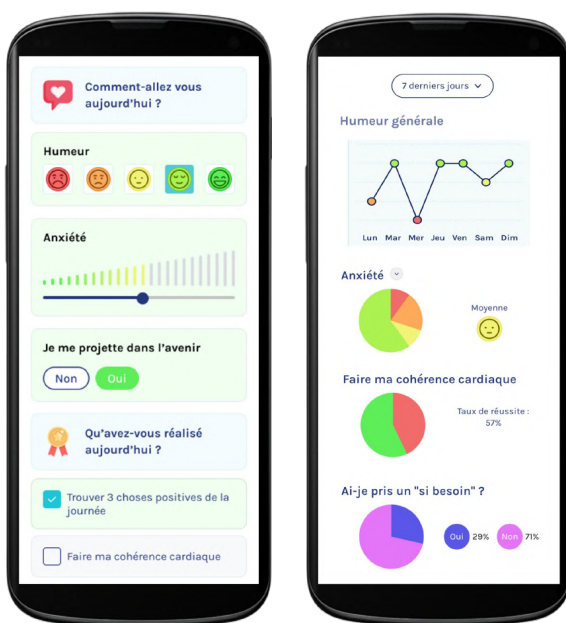 Comment-allez vous
aujourd'hui ?
Humeur
Anxiété
Je me projette dans l'avenir
Non
Oui
Qu'avez-vous réalisé
aujourd'hui ?
Trouver 3 choses positives de la
journée
Faire ma cohérence cardiaque
7 derniers jours
Humeur générale
Lun Mar Mer Jeu Ven Sam Dim
Anxiété
Moyenne
Faire ma cohérence cardiaque
Taux de réussite :
57%
Ai-je pris un "si besoin" ?
Oui 29% Non 71%